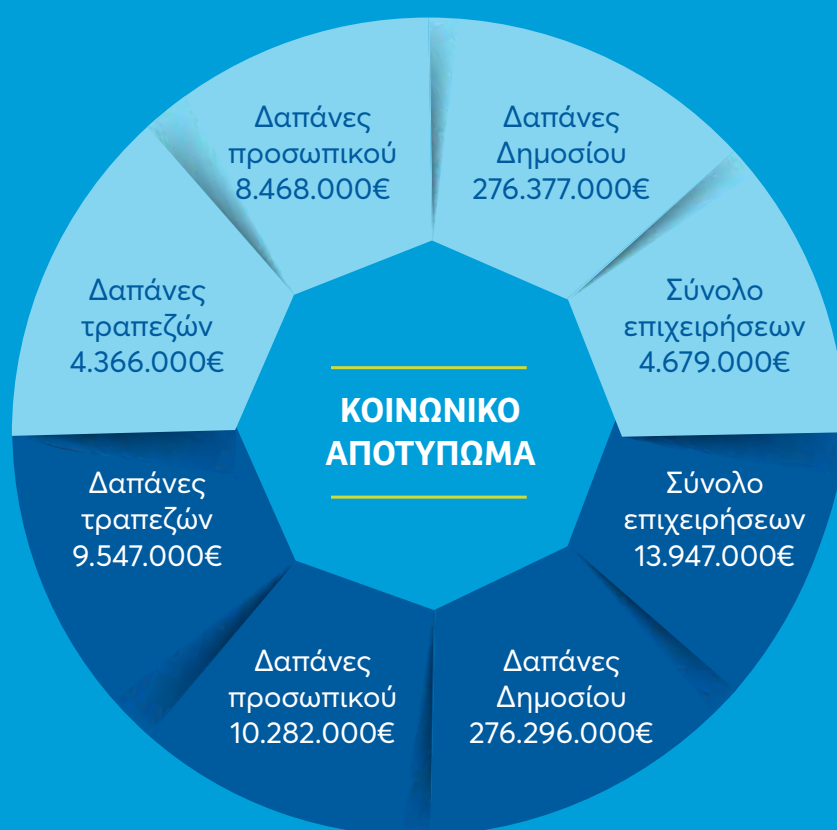 Δαπάνες
προσωπικού
8.468.000€
Δαπάνες
Δημοσίου
276.377.000€
Δαπάνες
τραπεζών
4.366.000€
Σύνολο
επιχειρήσεων
4.679.000€
ΚΟΙΝΩΝΙΚΟ
ΑΠΟΤΥΠΩΜΑ
Δαπάνες
τραπεζών
9.547.000€
Σύνολο
επιχειρήσεων
13.947.000€
Δαπάνες
προσωπικού
10.282.000€
Δαπάνες
Δημοσίου
276.296.000€